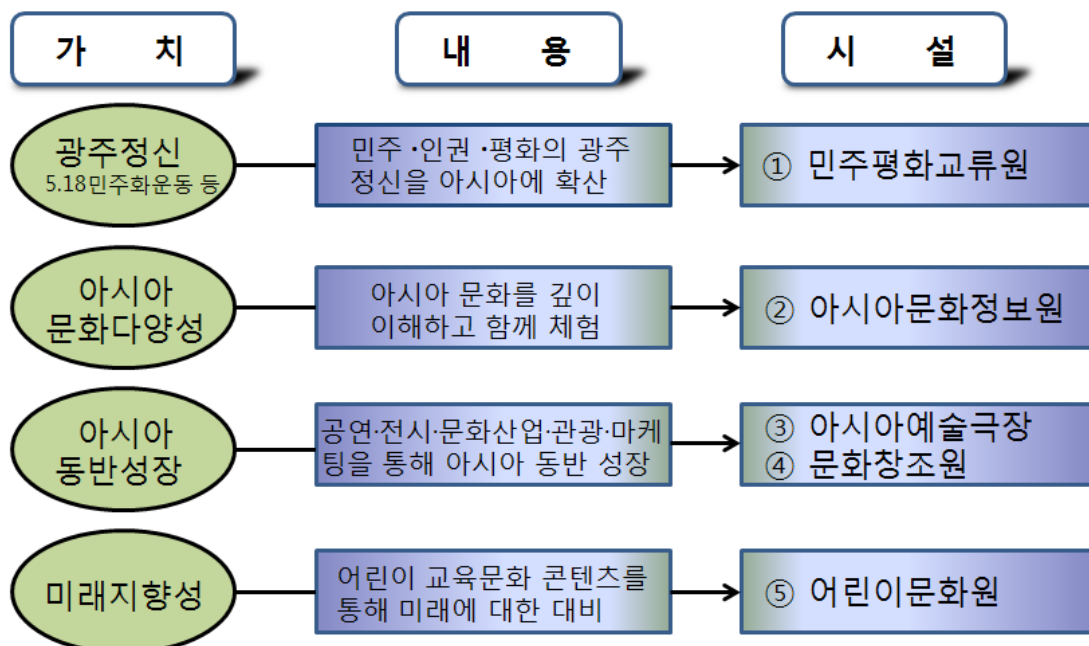 가 치
내 용
시 설
광주정신
5.18민주화운동 등
민주 ·인권 ·평화의 광주
정신을 아시아에 확산
① 민주평화교류원
아시아
문화다양성
아시아 문화를 깊이
이해하고 함께 체험
② 아시아문화정보원
아시아
동반성장
공연·전시·문화산업·관광·마케
팅을 통해 아시아 동반 성장
③ 아시아예술극장
④ 문화창조원
미래지향성
어린이 교육문화 콘텐츠를
통해 미래에 대한 대비
⑤ 어린이문화원